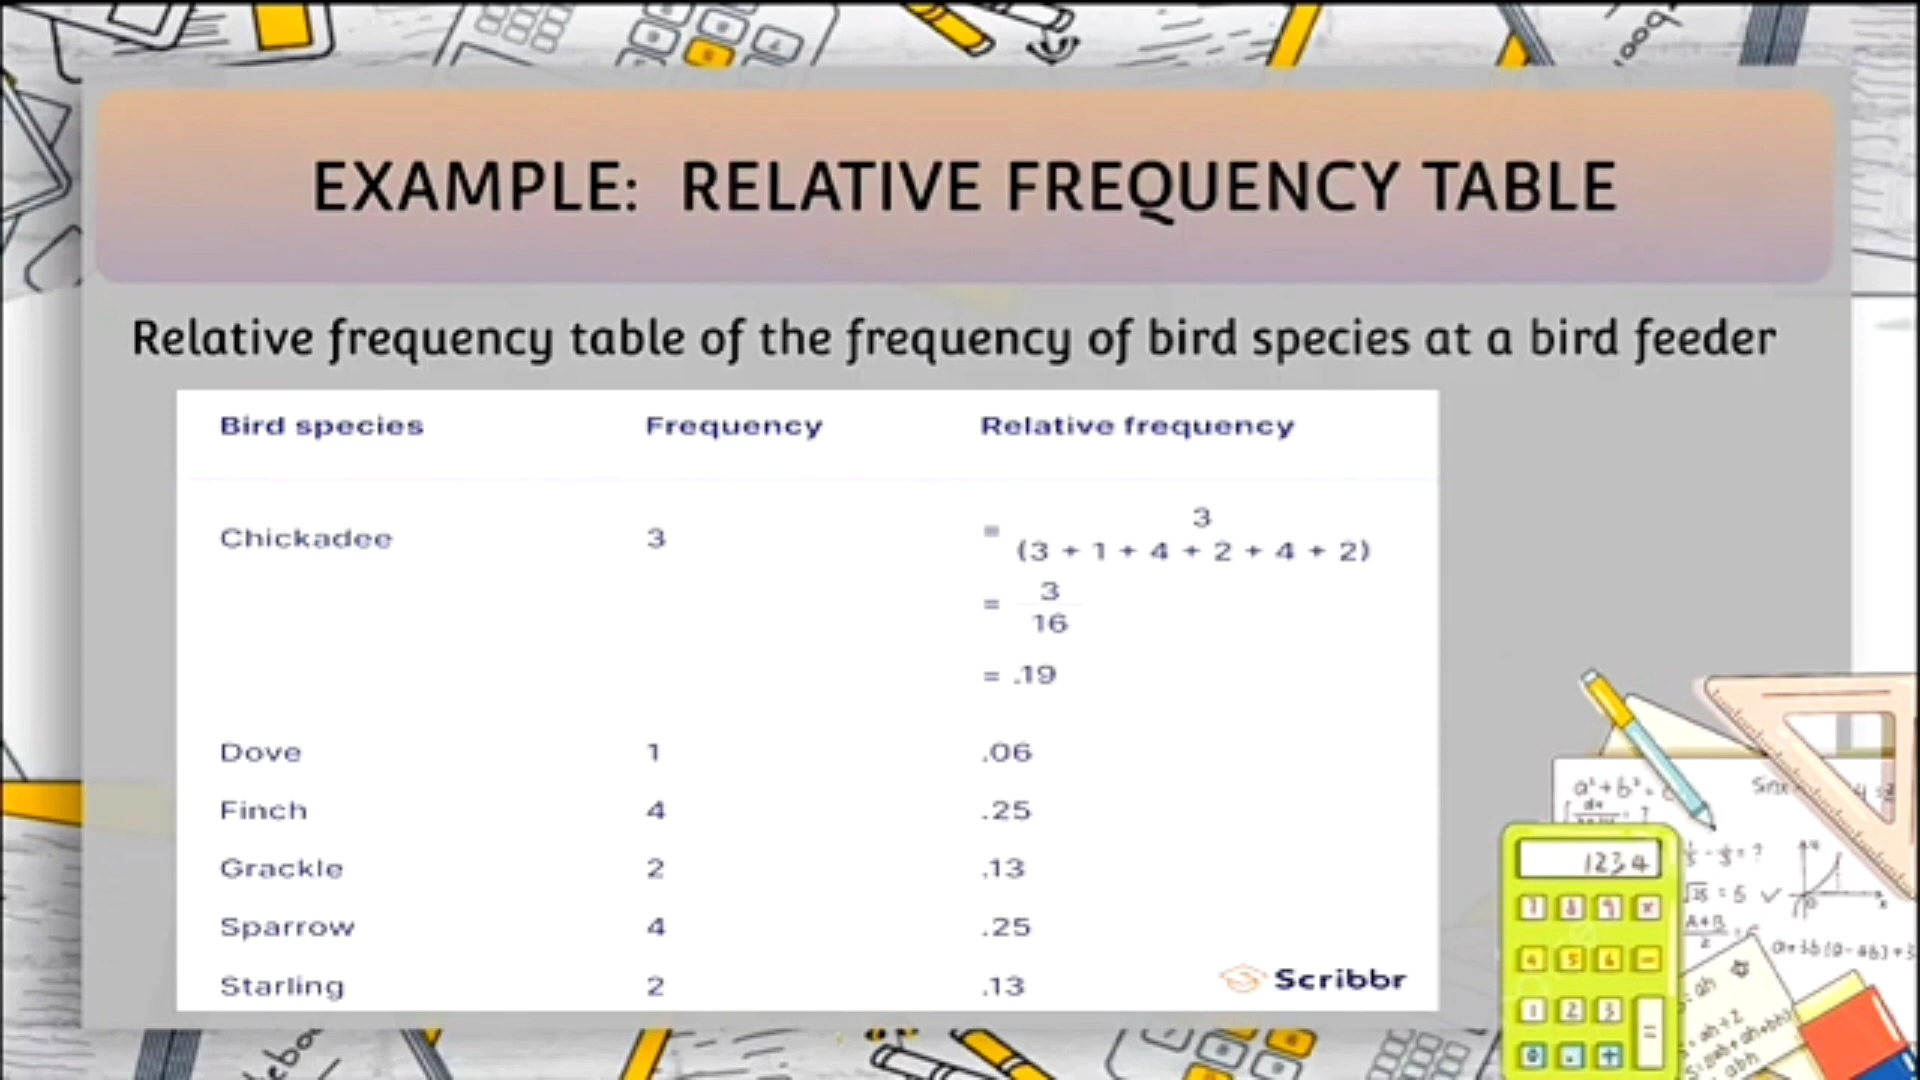 EXAMPLE: RELATIVE FREQUENCY TABLE
Relative frequency table of the frequency of bird species at a bird feeder
Bird species Frequency Relative frequency
Chickadee 3 = 3
(3 + 1 + 4 + 2 + 4 + 2)
= 3
16
= .19
Dove 1 .06
Finch 4 .25
Grackle 2 .13
Sparrow 4 .25
Starling 2 .13
Scribbr
1234